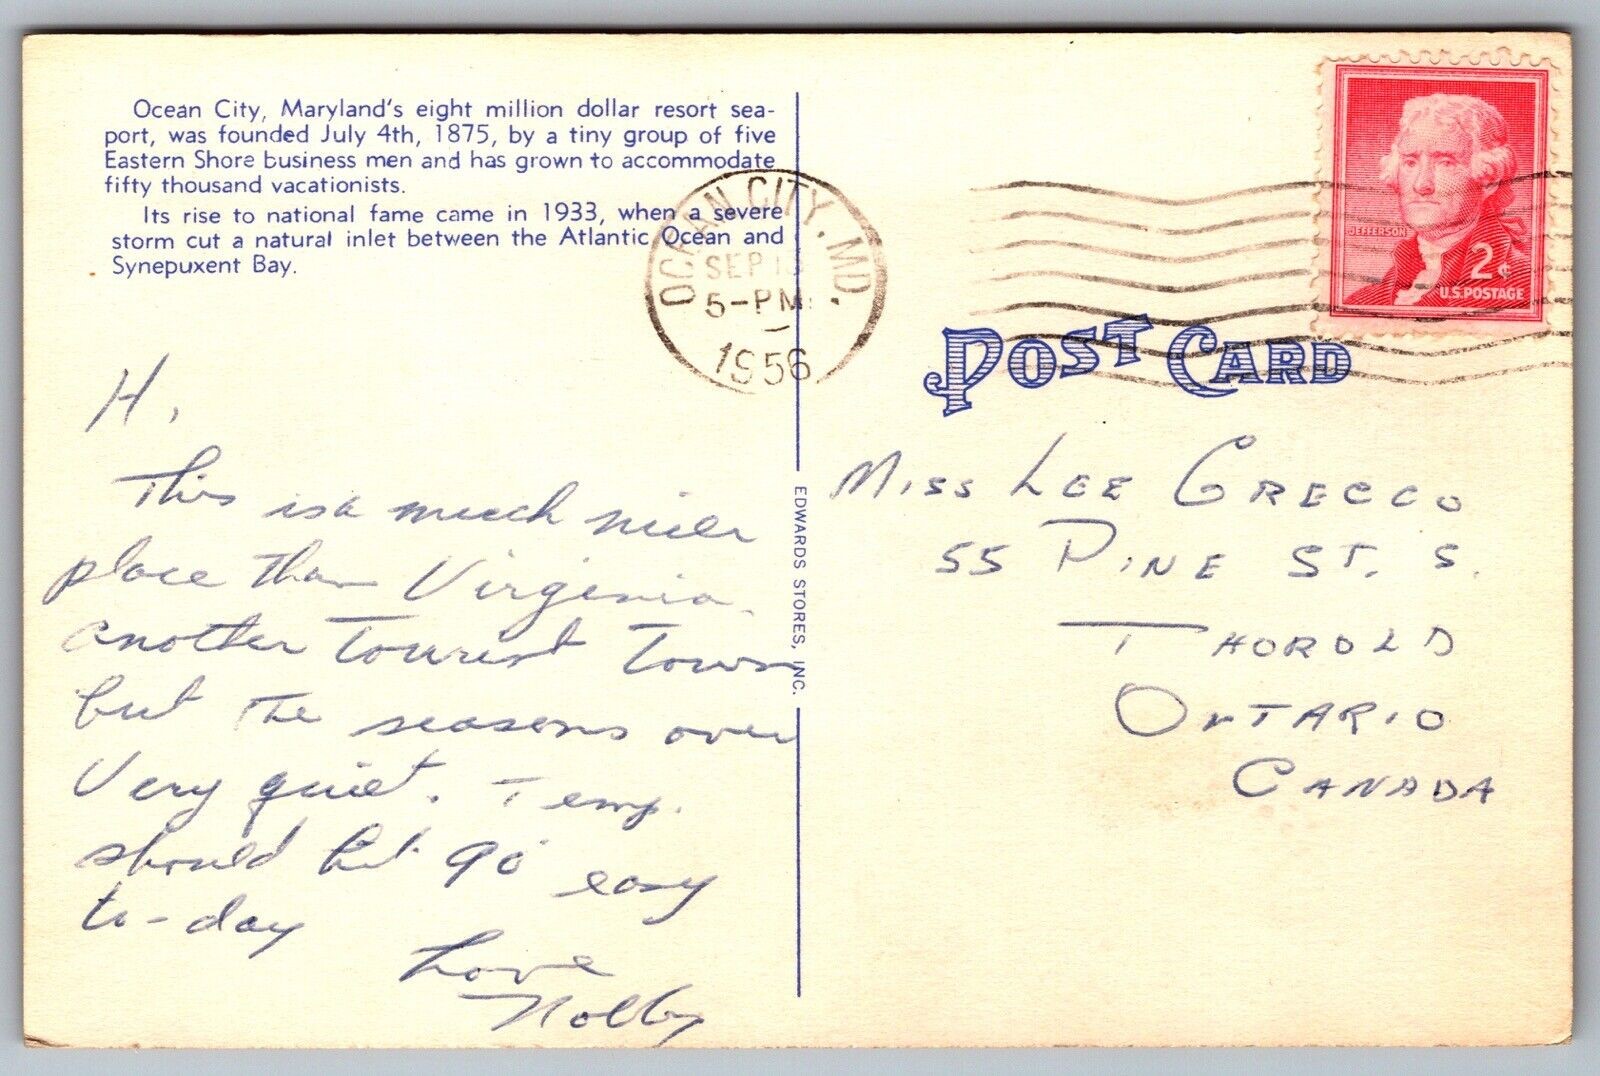 Ocean City, Maryland's eight million dollar resort sea-
port, was founded July 4th, 1875, by a tiny group of five
Eastern Shore business men and has grown to accommodate
fifty thousand vacationists.
Its rise to national fame came in 1933, when a severe
storm cut a natural inlet between the Atlantic Ocean and
Synepuxent Bay.
H,
This is a much nicer
place than Virginia.
another Tourist Town
but The seasons over
Very quiet. Temp.
should hit 90° easy
to-day
Love
OCEAN CITY, MD.
SEP
5-PM
1956
EDWARDS STORES, INC.
JEFFERSON
2¢
U.S. POSTAGE
POST CARD
MISS LEE GRECCO
55 PINE ST. S.
THOROLD
ONTARIO
CANADA